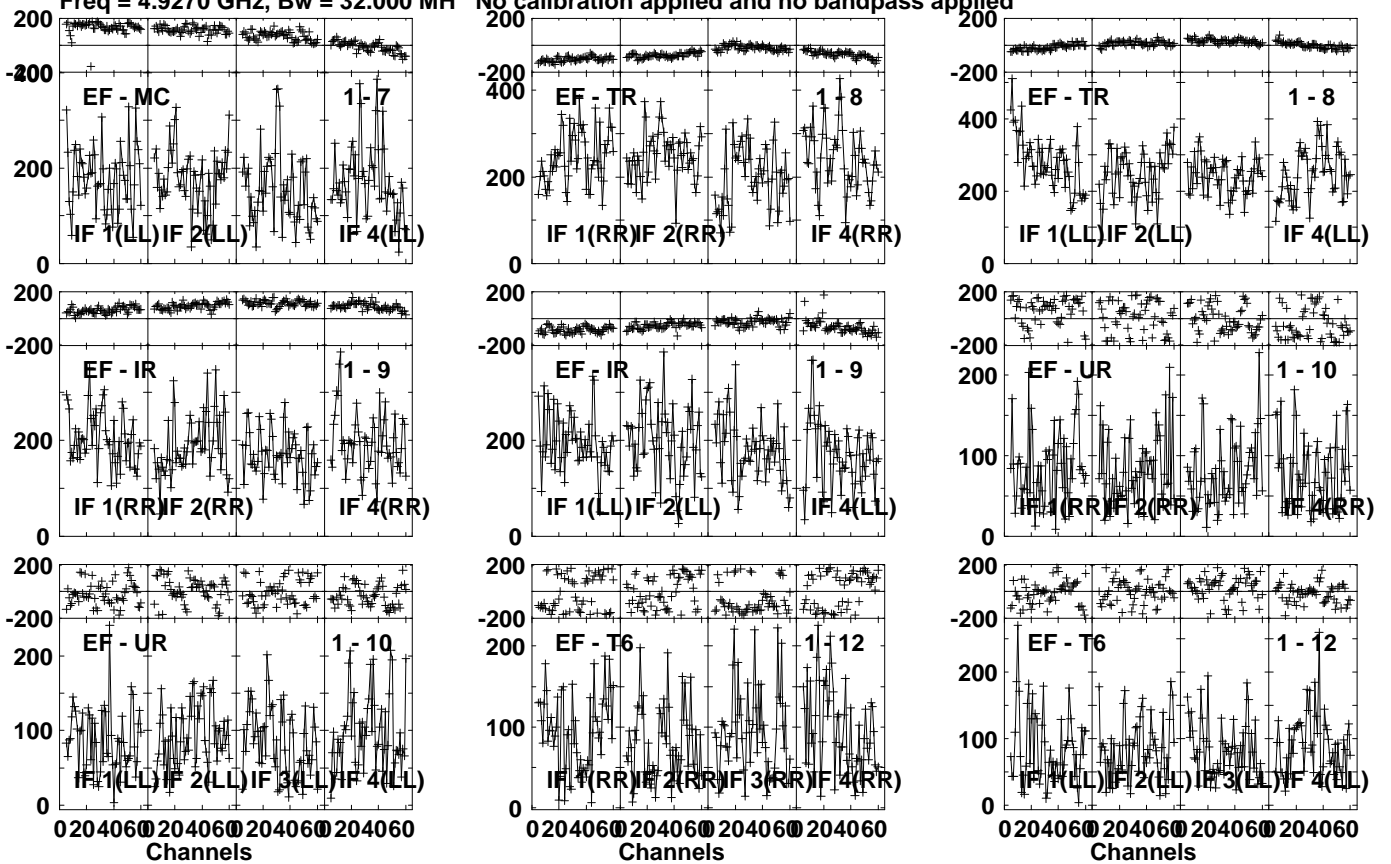 Freq = 4.9270 GHz, Bw = 32.000 MH No calibration applied and no bandpass applied
200 200 200
-200 -200 -200
400 EF - MC 1 - 7 400 EF - TR 1 - 8 EF - TR 1 - 8
400
200 200 200
IF 1(LL) IF 2(LL) IF 4(LL) IF 1(RR) IF 2(RR) IF 4(RR) IF 1(LL) IF 2(LL) IF 4(LL)
0 0 0
200 200 200
-200 -200 -200
EF - IR 1 - 9 EF - IR 1 - 9 200 EF - UR 1 - 10
200 200 100
IF 1(RR) IF 2(RR) IF 4(RR) IF 1(LL) IF 2(LL) IF 4(LL) IF 1(RR) IF 2(RR) IF 4(RR)
0 0 0
200 200 200
-200 -200 -200
200 EF - UR 1 - 10 200 EF - T6 1 - 12 EF - T6 1 - 12
200
100 100 100
IF 1(LL) IF 2(LL) IF 3(LL) IF 4(LL) IF 1(RR) IF 2(RR) IF 3(RR) IF 4(RR) IF 1(LL) IF 2(LL) IF 3(LL) IF 4(LL)
0 0 0
0 20 40 60 0 20 40 60 0 20 40 60 0 20 40 60 0 20 40 60 0 20 40 60 0 20 40 60 0 20 40 60 0 20 40 60 0 20 40 60 0 20 40 60 0 20 40 60
Channels Channels Channels